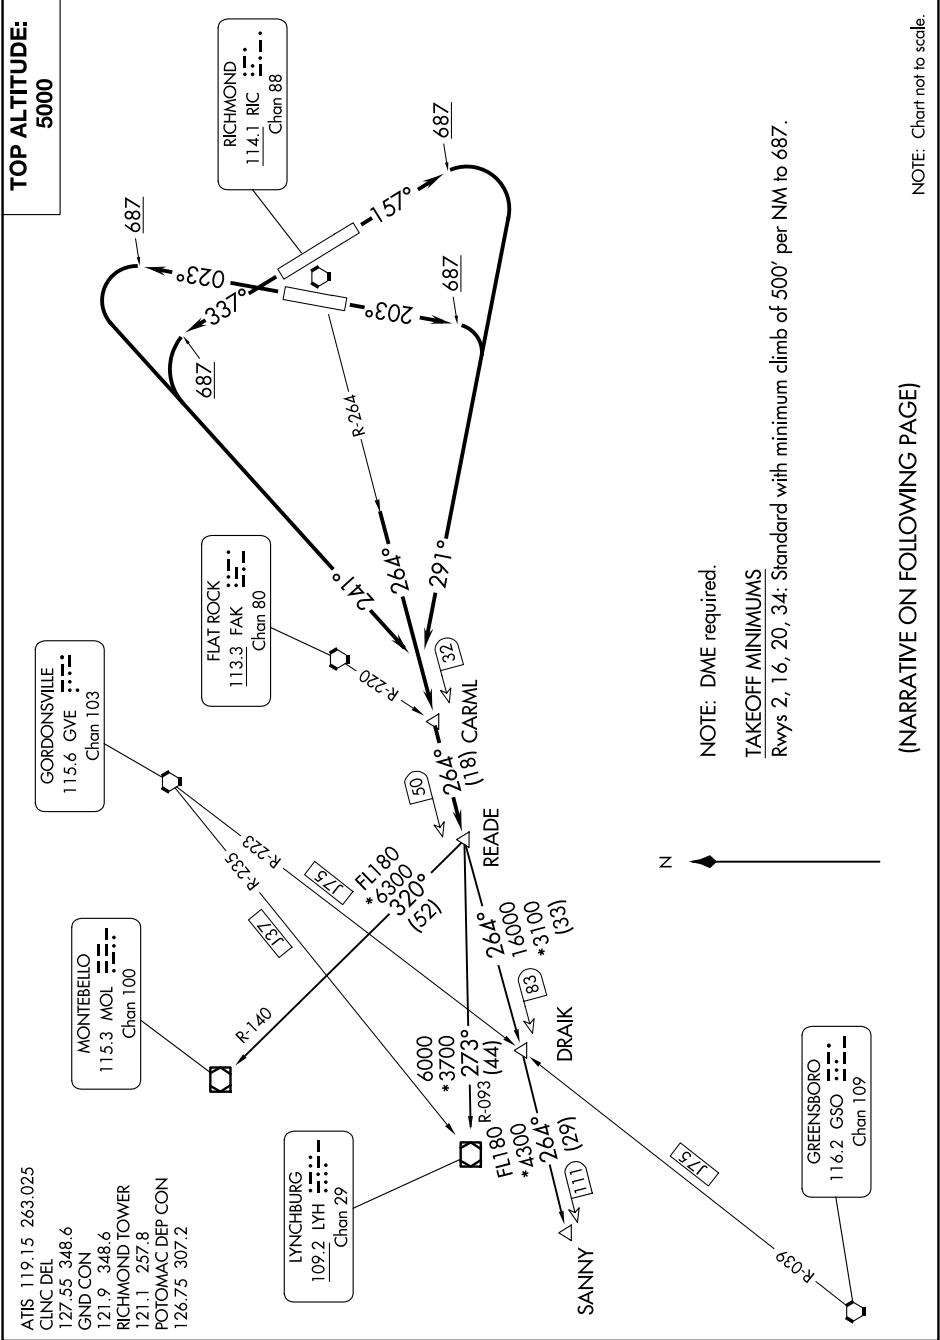 TOP ALTITUDE:
5000
ATIS 119.15 263.025
CLNC DEL
127.55 348.6
GND CON
121.9 348.6
RICHMOND TOWER
121.1 257.8
POTOMAC DEP CON
126.75 307.2
MONTEBELLO
115.3 MOL
Chan 100
GORDONSVILLE
115.6 GVE
Chan 103
FLAT ROCK
113.3 FAK
Chan 80
RICHMOND
114.1 RIC
Chan 88
LYNCHBURG
109.2 LYH
Chan 29
GREENSBORO
116.2 GSO
Chan 109
687
023°
337°
687
157°
687
203°
687
R-264
241°
264°
291°
R-220
32
CARML
264°
(18)
50
READE
R-235
R-223
J37
J75
FL180
*6300
320°
(52)
R-140
6000
*3700
273°
(44)
R-093
264°
16000
*3100
(33)
83
DRAIK
FL180
*4300
264°
(29)
111
SANNY
J75
R-039
N
NOTE: DME required.
TAKEOFF MINIMUMS
Rwys 2, 16, 20, 34: Standard with minimum climb of 500' per NM to 687.
(NARRATIVE ON FOLLOWING PAGE)
NOTE: Chart not to scale.